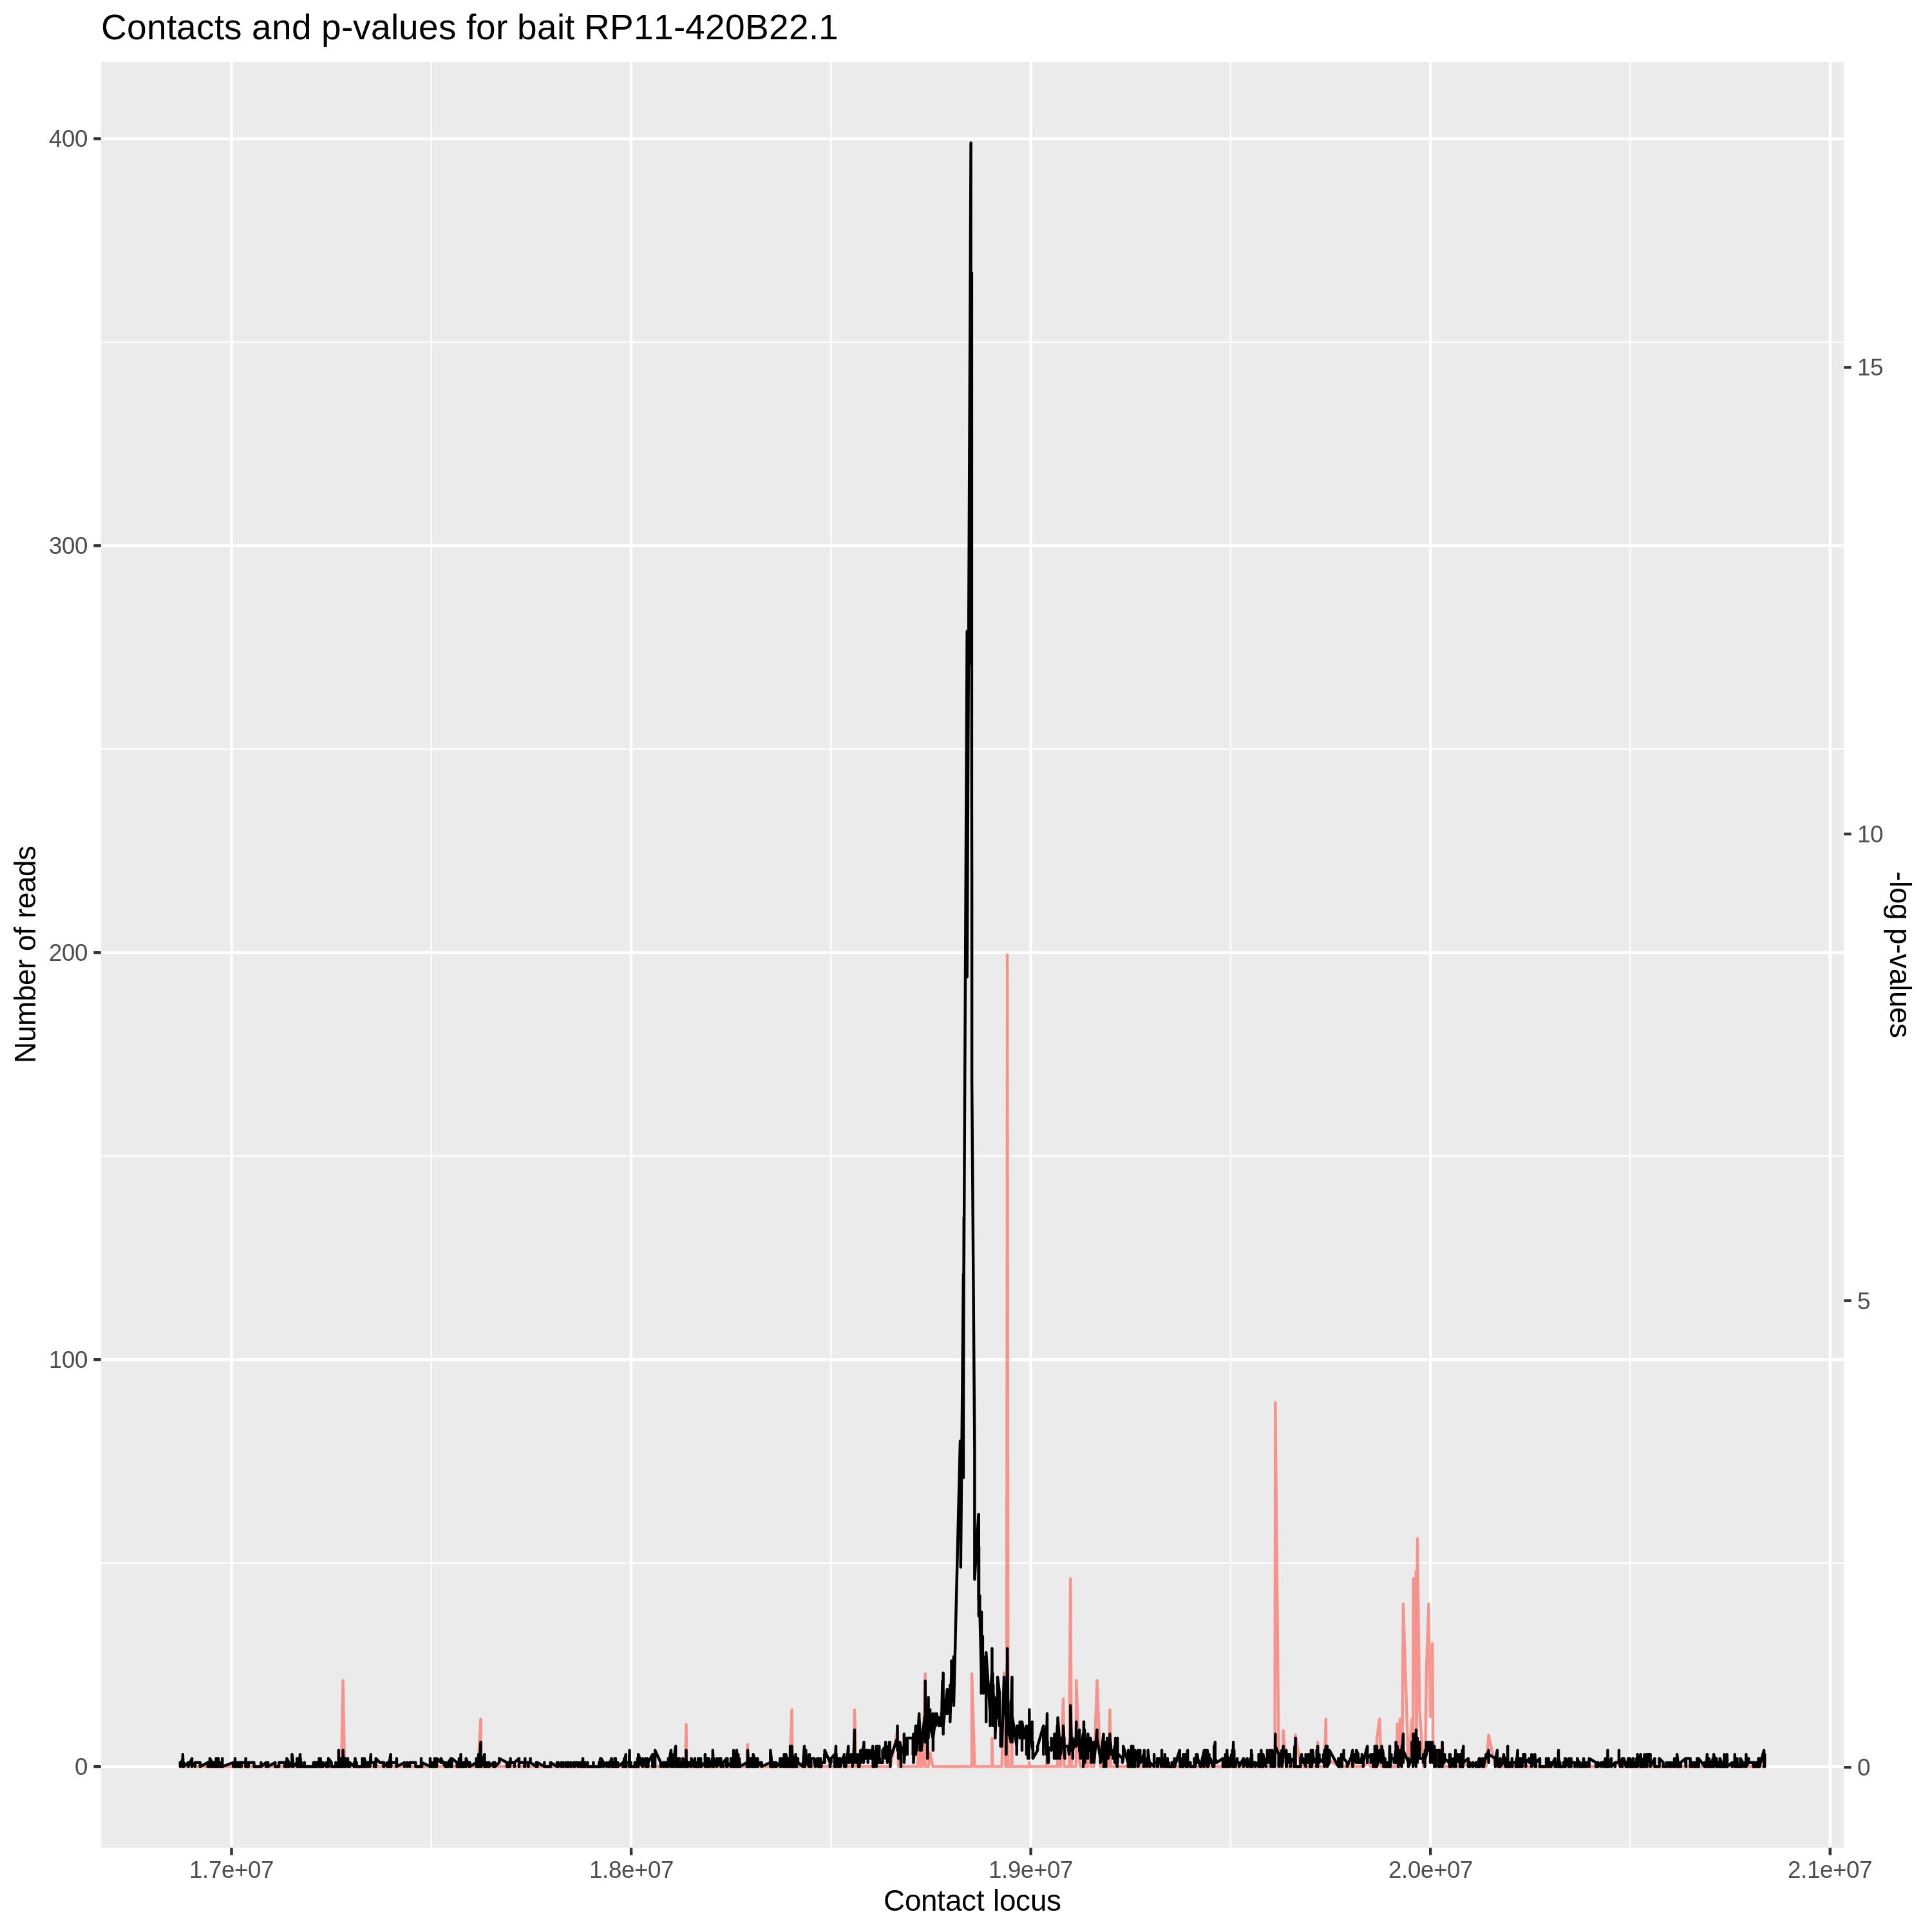 Contacts and p-values for bait RP11-420B22.1
400
300
200
100
0
Number of reads
15
10
5
0
-log p-values
1.7e+07
1.8e+07
1.9e+07
2.0e+07
2.1e+07
Contact locus